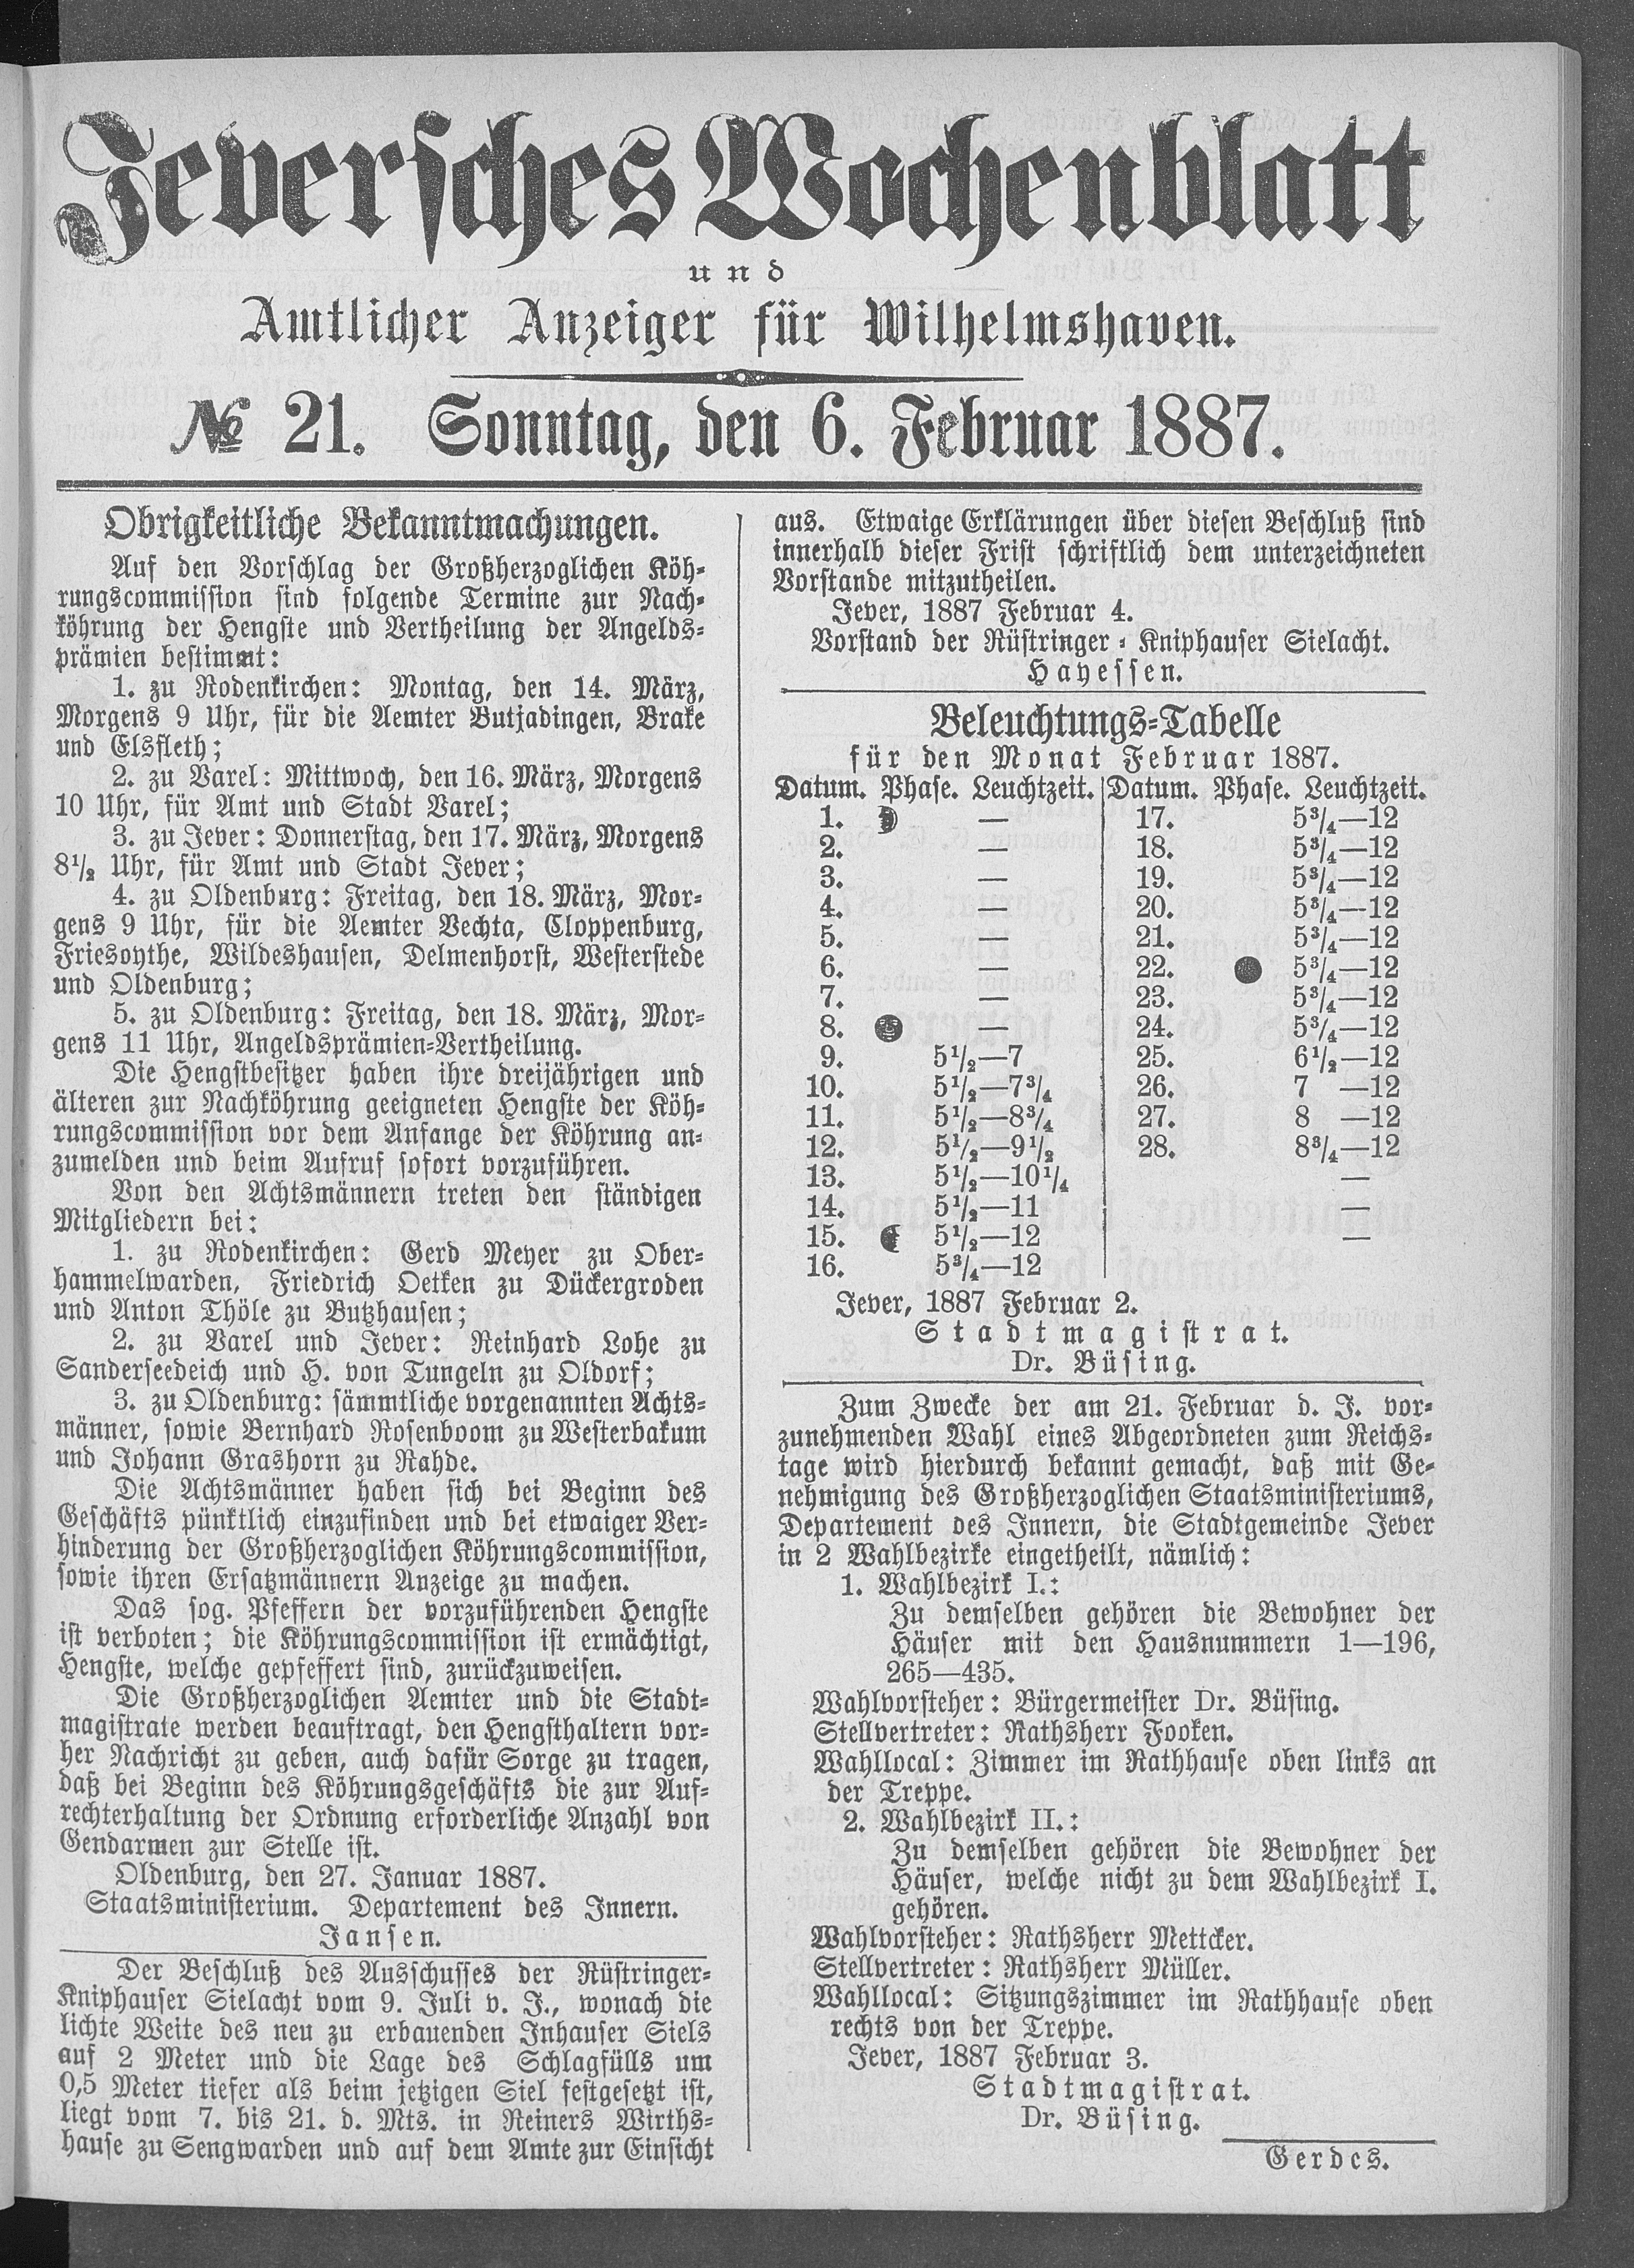 Jeversches Wochenblatt
und
Amtlicher Anzeiger für Wilhelmshaven.
№ 21. Sonntag, den 6. Februar 1887.
Obrigkeitliche Bekanntmachungen.
Auf den Vorschlag der Großherzoglichen Köh-
rungscommission sind folgende Termine zur Nach-
köhrung der Hengste und Vertheilung der Angelds-
prämien bestimmt:
1. zu Rodenkirchen: Montag, den 14. März,
Morgens 9 Uhr, für die Aemter Butjadingen, Brake
und Elsfleth;
2. zu Varel: Mittwoch, den 16. März, Morgens
10 Uhr, für Amt und Stadt Varel;
3. zu Jever: Donnerstag, den 17. März, Morgens
8½ Uhr, für Amt und Stadt Jever;
4. zu Oldenburg: Freitag, den 18. März, Mor-
gens 9 Uhr, für die Aemter Vechta, Cloppenburg,
Friesoythe, Wildeshausen, Delmenhorst, Westerstede
und Oldenburg;
5. zu Oldenburg: Freitag, den 18. März, Mor-
gens 11 Uhr, Angeldsprämien-Vertheilung.
Die Hengstbesitzer haben ihre dreijährigen und
älteren zur Nachköhrung geeigneten Hengste der Köh-
rungscommission vor dem Anfange der Köhrung an-
zumelden und beim Aufruf sofort vorzuführen.
Von den Achtsmännern treten den ständigen
Mitgliedern bei:
1. zu Rodenkirchen: Gerd Meyer zu Ober-
hammelwarden, Friedrich Oetken zu Dückergroden
und Anton Thöle zu Butzhausen;
2. zu Varel und Jever: Reinhard Lohe zu
Sanderseedeich und H. von Tungeln zu Oldorf;
3. zu Oldenburg: sämmtliche vorgenannten Achts-
männer, sowie Bernhard Rosenboom zu Westerbakum
und Johann Grashorn zu Rahde.
Die Achtsmänner haben sich bei Beginn des
Geschäfts pünktlich einzufinden und bei etwaiger Ver-
hinderung der Großherzoglichen Köhrungscommission,
sowie ihren Ersatzmännern Anzeige zu machen.
Das sog. Pfeffern der vorzuführenden Hengste
ist verboten; die Köhrungscommission ist ermächtigt,
Hengste, welche gepfeffert sind, zurückzuweisen.
Die Großherzoglichen Aemter und die Stadt-
magistrate werden beauftragt, den Hengsthaltern vor-
her Nachricht zu geben, auch dafür Sorge zu tragen,
daß bei Beginn des Köhrungsgeschäfts die zur Auf-
rechterhaltung der Ordnung erforderliche Anzahl von
Gendarmen zur Stelle ist.
Oldenburg, den 27. Januar 1887.
Staatsministerium. Departement des Innern.
Jansen.
Der Beschluß des Ausschusses der Rüstringer-
Kniphauser Sielacht vom 9. Juli v. J., wonach die
lichte Weite des neu zu erbauenden Inhauser Siels
auf 2 Meter und die Lage des Schlagfülls um
0,5 Meter tiefer als beim jetzigen Siel festgesetzt ist,
liegt vom 7. bis 21. d. Mts. in Reiners Wirths-
hause zu Sengwarden und auf dem Amte zur Einsicht
aus. Etwaige Erklärungen über diesen Beschluß sind
innerhalb dieser Frist schriftlich dem unterzeichneten
Vorstande mitzutheilen.
Jever, 1887 Februar 4.
Vorstand der Rüstringer-Kniphauser Sielacht.
Hayessen.
Beleuchtungs-Tabelle
für den Monat Februar 1887.
Datum. Phase. Leuchtzeit. Datum. Phase. Leuchtzeit.
1. — 17. 5¾—12
2. — 18. 5¾—12
3. — 19. 5¾—12
4. — 20. 5¾—12
5. — 21. 5¾—12
6. — 22. 5¾—12
7. — 23. 5¾—12
8. — 24. 5¾—12
9. 5½—7 25. 6½—12
10. 5½—7¾ 26. 7 —12
11. 5½—8¾ 27. 8 —12
12. 5½—9½ 28. 8¾—12
13. 5½—10¼ —
14. 5½—11 —
15. 5½—12 —
16. 5¾—12
Jever, 1887 Februar 2.
Stadtmagistrat.
Dr. Büsing.
Zum Zwecke der am 21. Februar d. J. vor-
zunehmenden Wahl eines Abgeordneten zum Reichs-
tage wird hierdurch bekannt gemacht, daß mit Ge-
nehmigung des Großherzoglichen Staatsministeriums,
Departement des Innern, die Stadtgemeinde Jever
in 2 Wahlbezirke eingetheilt, nämlich:
1. Wahlbezirk I.:
Zu demselben gehören die Bewohner der
Häuser mit den Hausnummern 1—196,
265—435.
Wahlvorsteher: Bürgermeister Dr. Büsing.
Stellvertreter: Rathsherr Fooken.
Wahllocal: Zimmer im Rathhause oben links an
der Treppe.
2. Wahlbezirk II.:
Zu demselben gehören die Bewohner der
Häuser, welche nicht zu dem Wahlbezirk I.
gehören.
Wahlvorsteher: Rathsherr Mettcker.
Stellvertreter: Rathsherr Müller.
Wahllocal: Sitzungszimmer im Rathhause oben
rechts von der Treppe.
Jever, 1887 Februar 3.
Stadtmagistrat.
Dr. Büsing.
Gerdes.